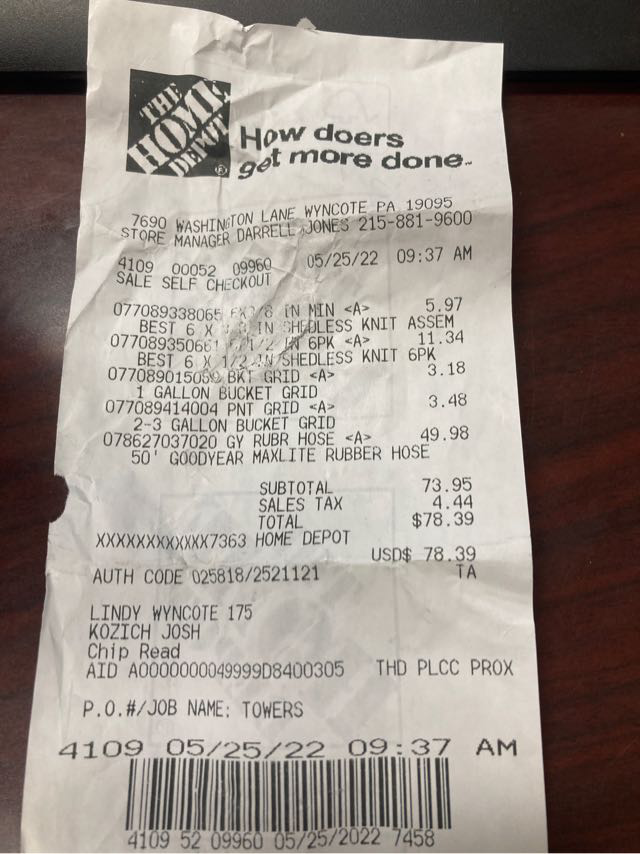 THE
HOME
DEPOT
®
How doers
get more done™
7690 WASHINGTON LANE WYNCOTE PA 19095
STORE MANAGER DARRELL JONES 215-881-9600
4109 00052 09960 05/25/22 09:37 AM
SALE SELF CHECKOUT
077089338065 IN MIN <A> 5.97
BEST 6 X IN SHEDLESS KNIT ASSEM
077089350661 IN 6PK <A> 11.34
BEST 6 X 1/2 IN SHEDLESS KNIT 6PK
BKT GRID <A> 3.18
1 GALLON BUCKET GRID
077089414004 PNT GRID <A> 3.48
2-3 GALLON BUCKET GRID
078627037020 GY RUBR HOSE <A> 49.98
50' GOODYEAR MAXLITE RUBBER HOSE
SUBTOTAL 73.95
SALES TAX 4.44
TOTAL $78.39
XXXXXXXXXXXX7363 HOME DEPOT
USD$ 78.39
AUTH CODE 025818/2521121 TA
LINDY WYNCOTE 175
KOZICH JOSH
Chip Read
AID A0000000049999D8400305 THD PLCC PROX
P.O.#/JOB NAME: TOWERS
4109 05/25/22 09:37 AM
4109 52 09960 05/25/2022 7458